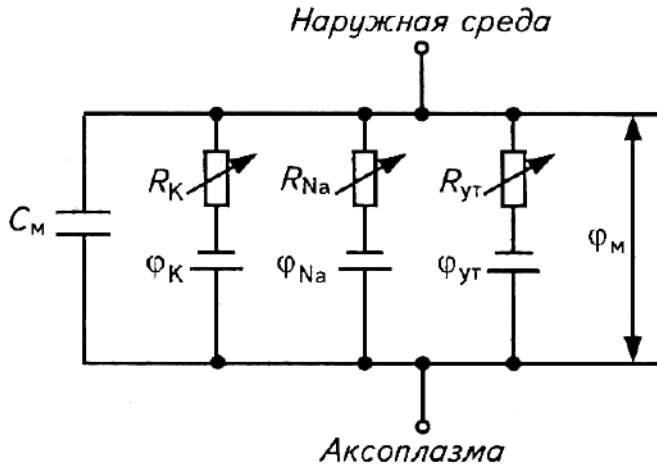 Наружная среда
R_K
R_Na
R_ут
C_м
φ_K
φ_Na
φ_ут
φ_м
Аксоплазма